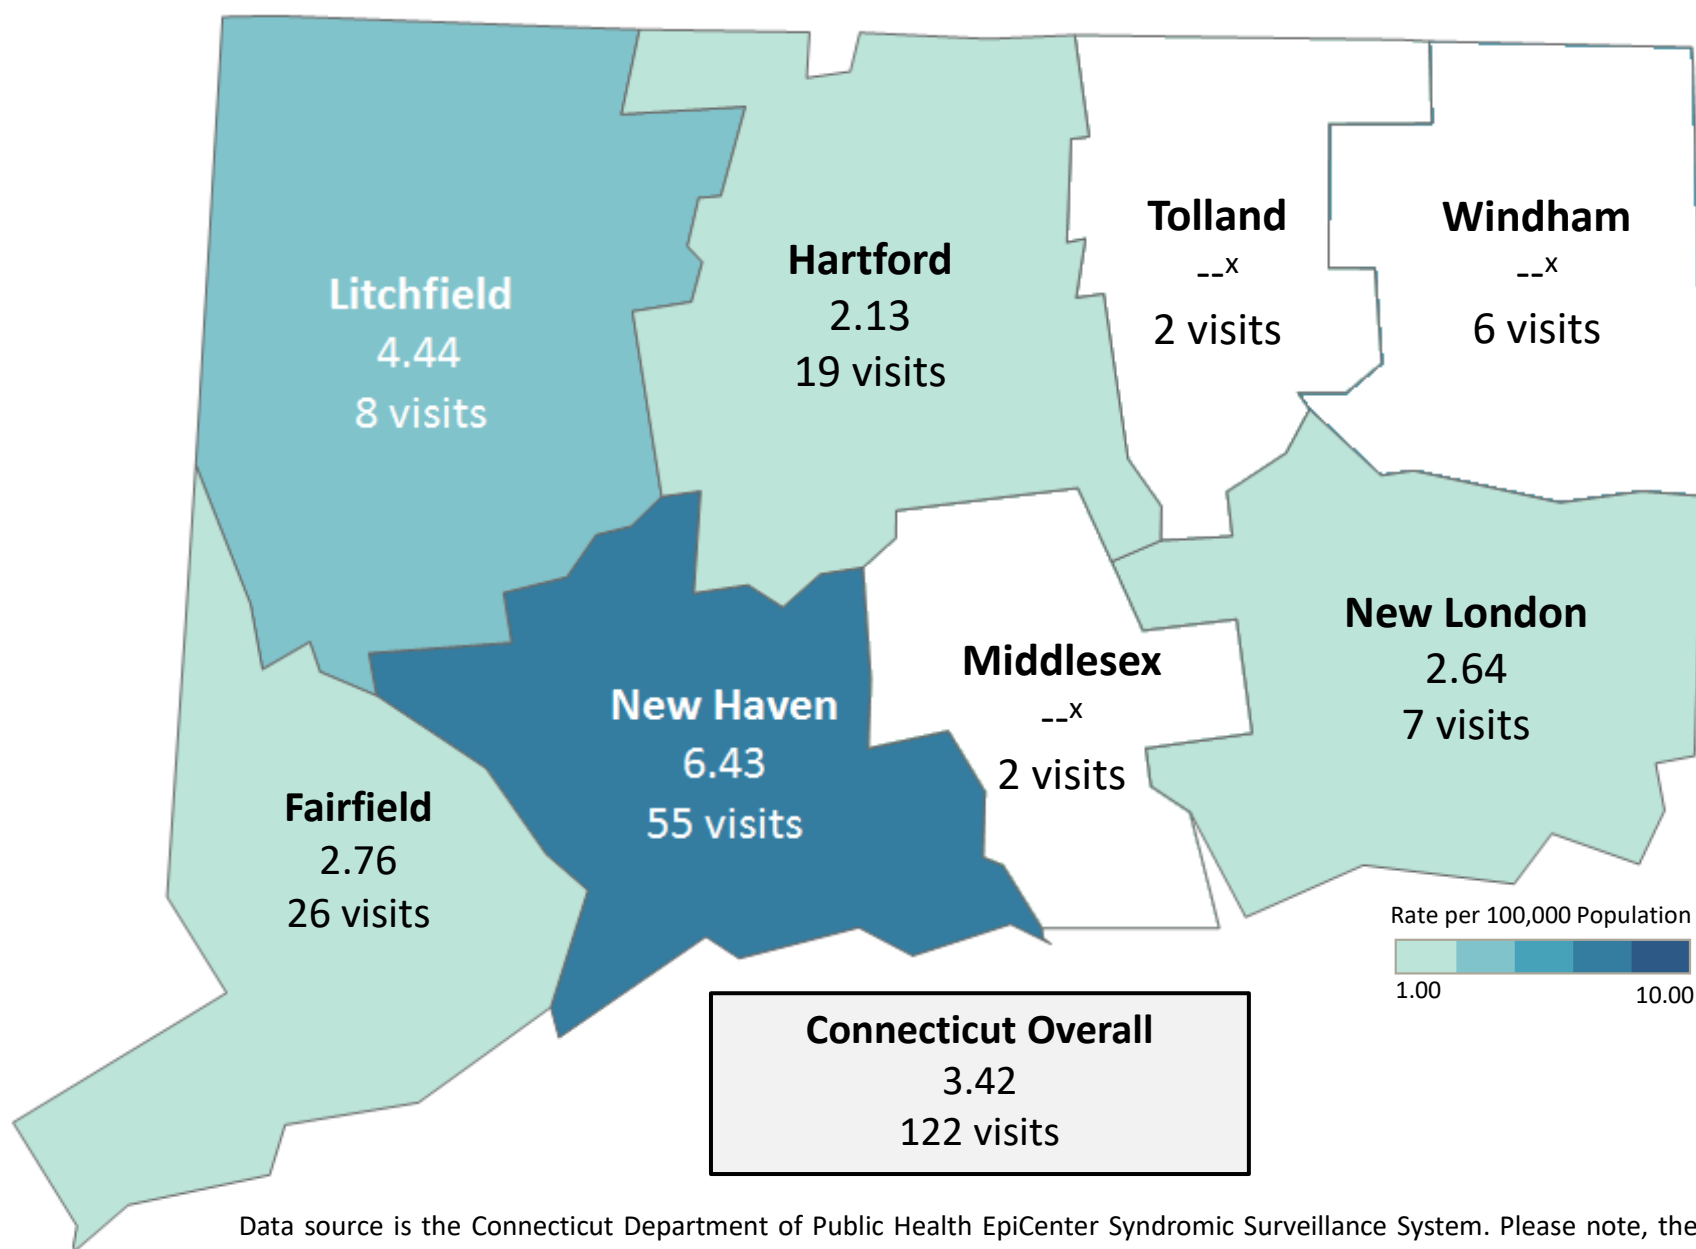 Tolland
--ˣ
2 visits
Windham
--ˣ
6 visits
Hartford
2.13
19 visits
Litchfield
4.44
8 visits
New London
2.64
7 visits
Middlesex
--ˣ
2 visits
New Haven
6.43
55 visits
Fairfield
2.76
26 visits
Rate per 100,000 Population
1.00
10.00
Connecticut Overall
3.42
122 visits
Data source is the Connecticut Department of Public Health EpiCenter Syndromic Surveillance System. Please note, the